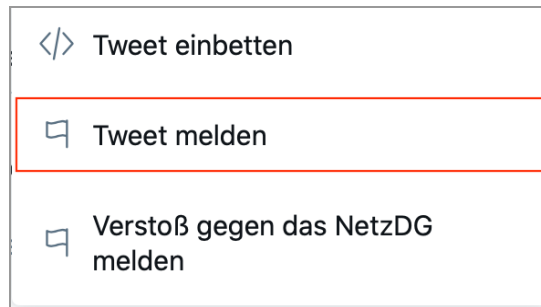 Tweet einbetten
Tweet melden
Verstoß gegen das NetzDG
melden